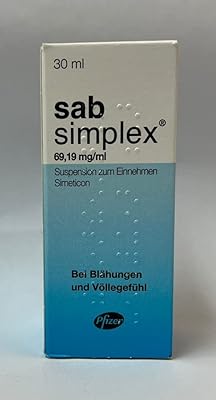 30 ml
sab
simplex®
69,19 mg/ml
Suspension zum Einnehmen
Simeticon
Bei Blähungen
und Völlegefühl
Pfizer